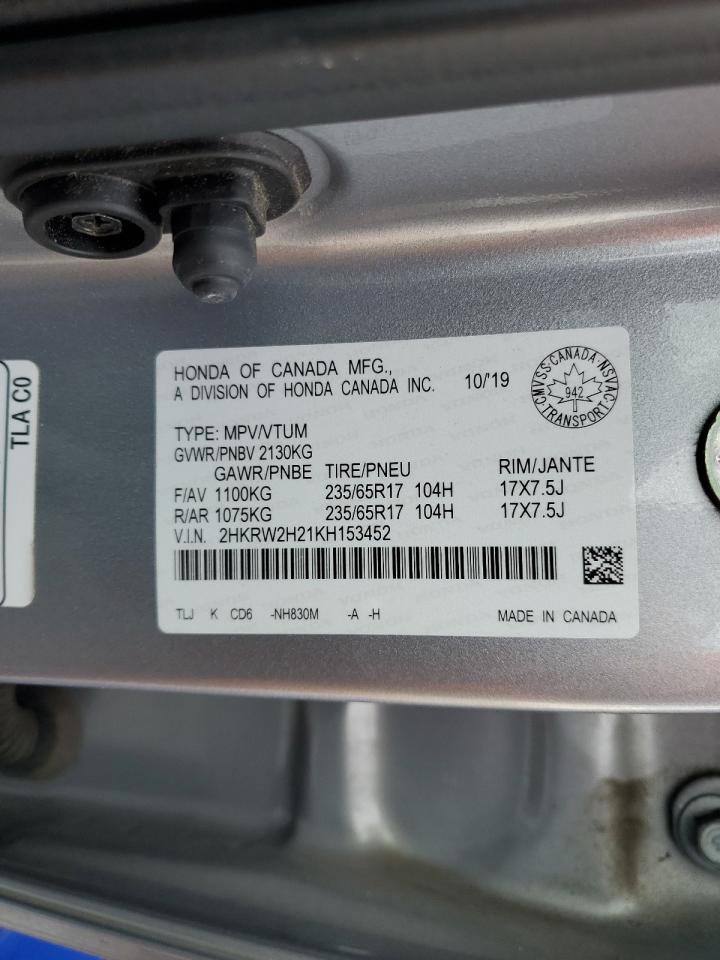 TLA C0
HONDA OF CANADA MFG.,
A DIVISION OF HONDA CANADA INC. 10/'19
CMVSS·CANADA·NSVAC
942
·TRANSPORT·
TYPE: MPV/VTUM
GVWR/PNBV 2130KG
GAWR/PNBE TIRE/PNEU RIM/JANTE
F/AV 1100KG 235/65R17 104H 17X7.5J
R/AR 1075KG 235/65R17 104H 17X7.5J
V.I.N. 2HKRW2H21KH153452
TLJ K CD6 -NH830M -A -H MADE IN CANADA